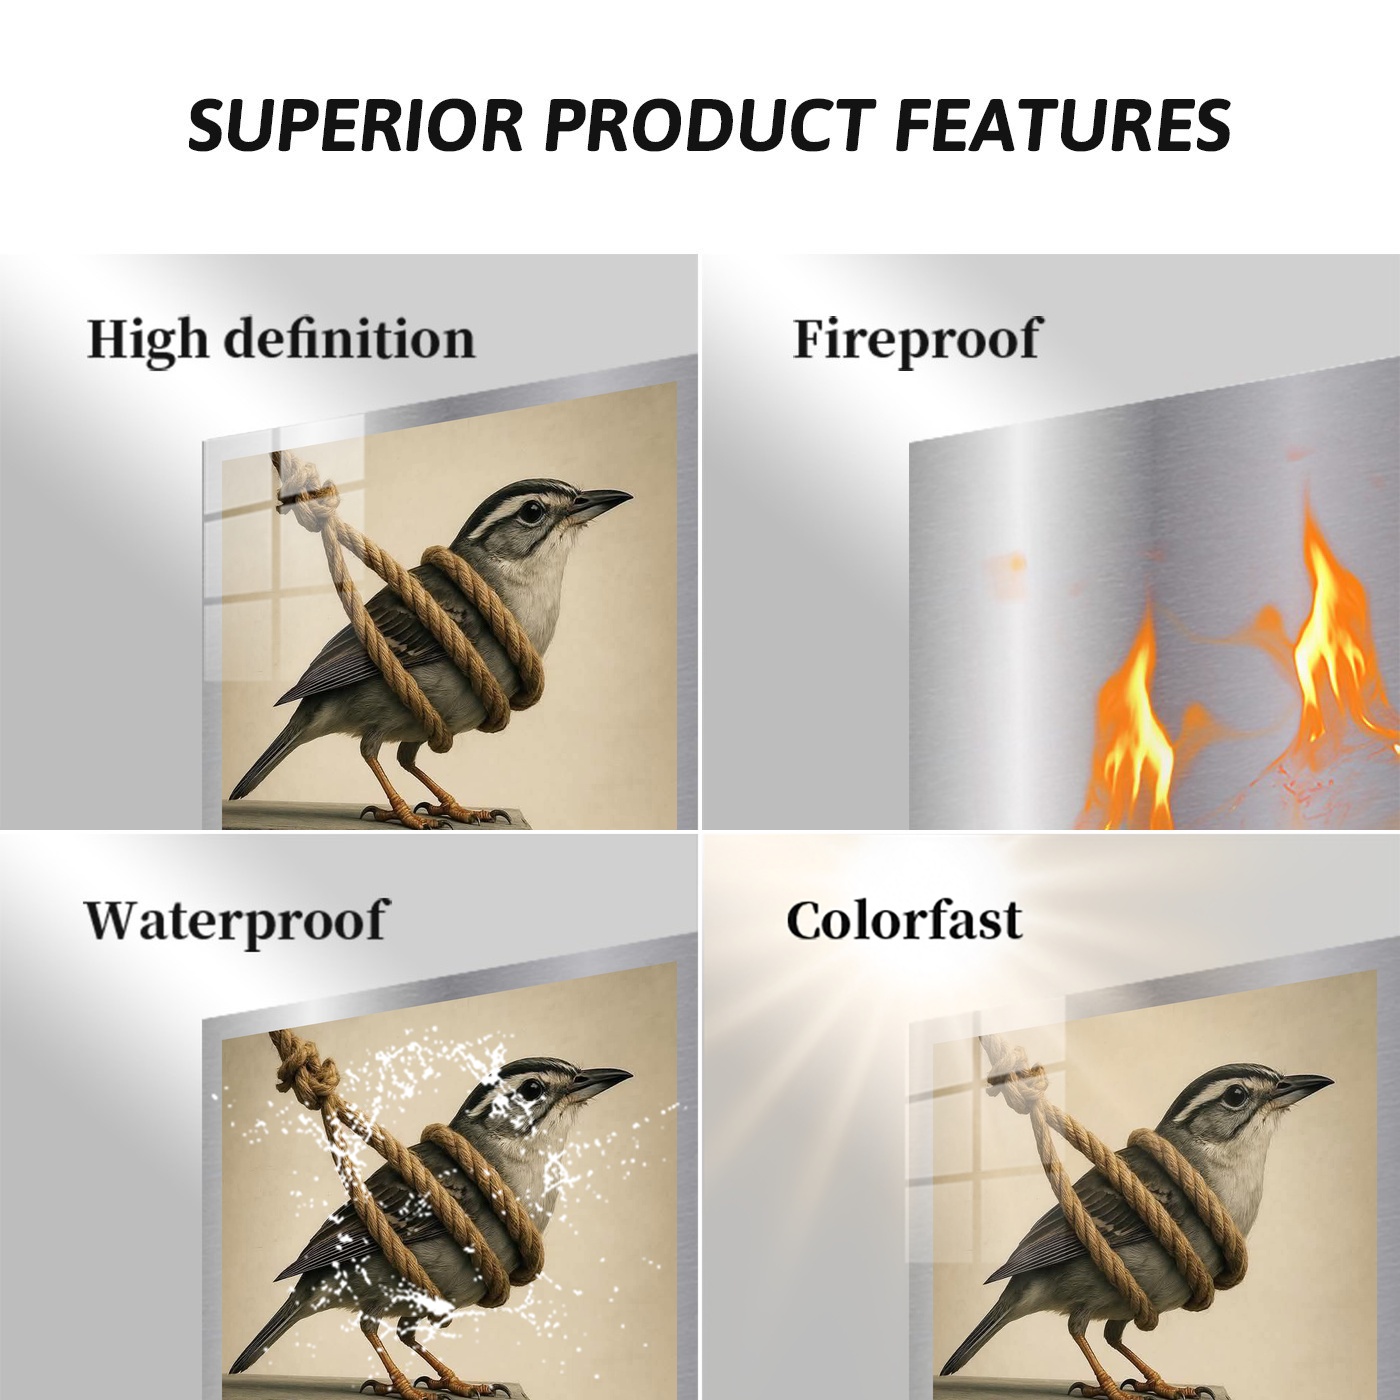 SUPERIOR PRODUCT FEATURES
High definition
Fireproof
Waterproof
Colorfast